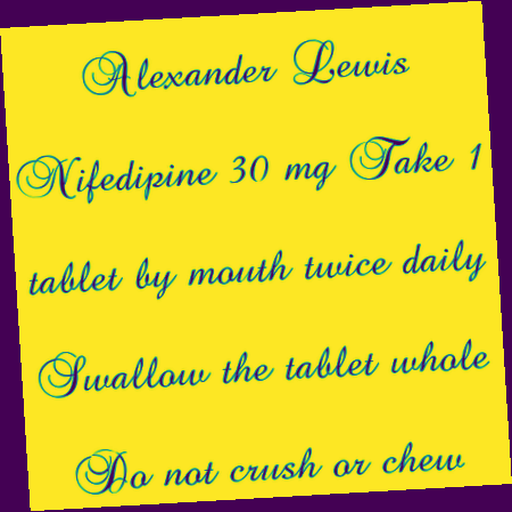 Alexander Lewis
Nifedipine 30 mg Take 1
tablet by mouth twice daily
Swallow the tablet whole
Do not crush or chew